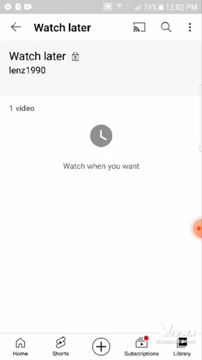 74% 12:02 PM
Watch later
Watch later
lenz1990
1 video
Watch when you want
Home
Shorts
Subscriptions
Library